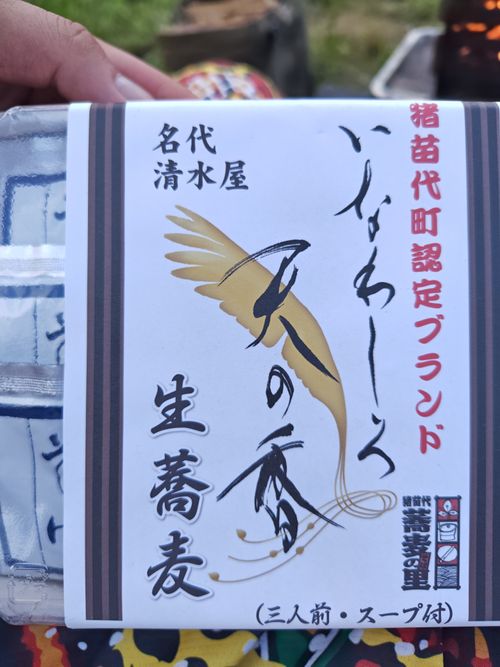 猪苗代町認定ブランド
いなわしろ
天の香
名代
清水屋
生蕎麦
猪苗代
蕎麦の里
(三人前・スープ付)